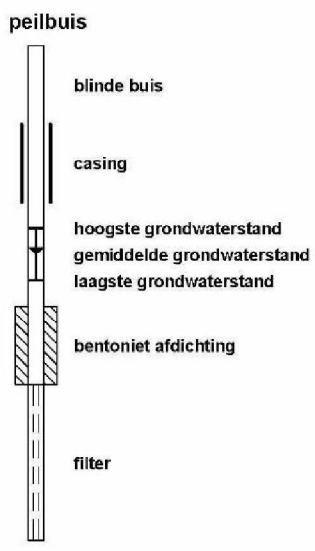 peilbuis
blinde buis
casing
hoogste grondwaterstand
gemiddelde grondwaterstand
laagste grondwaterstand
bentoniet afdichting
filter